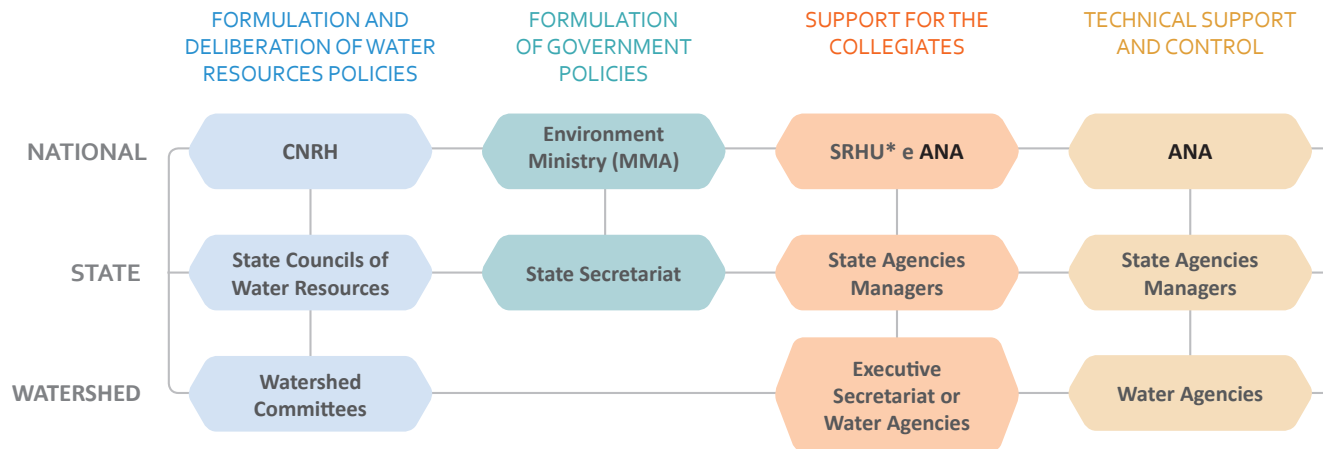 FORMULATION AND
DELIBERATION OF WATER
RESOURCES POLICIES
FORMULATION
OF GOVERNMENT
POLICIES
SUPPORT FOR THE
COLLEGIATES
TECHNICAL SUPPORT
AND CONTROL
NATIONAL
CNRH
Environment
Ministry (MMA)
SRHU* e ANA
ANA
STATE
State Councils of
Water Resources
State Secretariat
State Agencies
Managers
State Agencies
Managers
WATERSHED
Watershed
Committees
Executive
Secretariat or
Water Agencies
Water Agencies